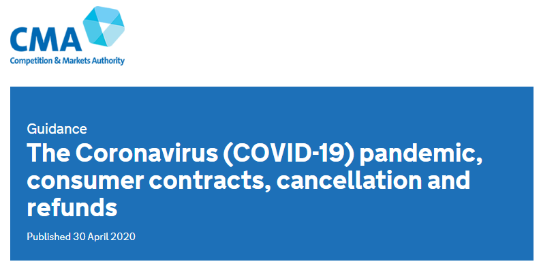 CMA
Competition & Markets Authority
Guidance
The Coronavirus (COVID-19) pandemic,
consumer contracts, cancellation and
refunds
Published 30 April 2020